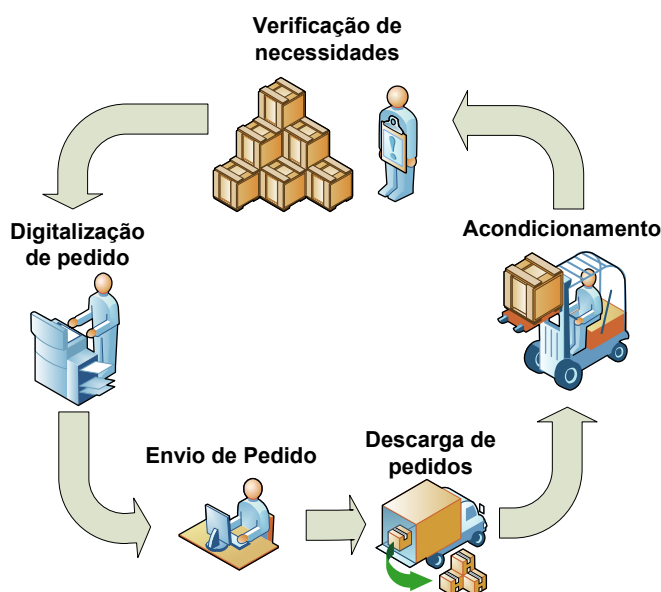 Verificação de
necessidades
Digitalização
de pedido
Acondicionamento
Envio de Pedido
Descarga de
pedidos